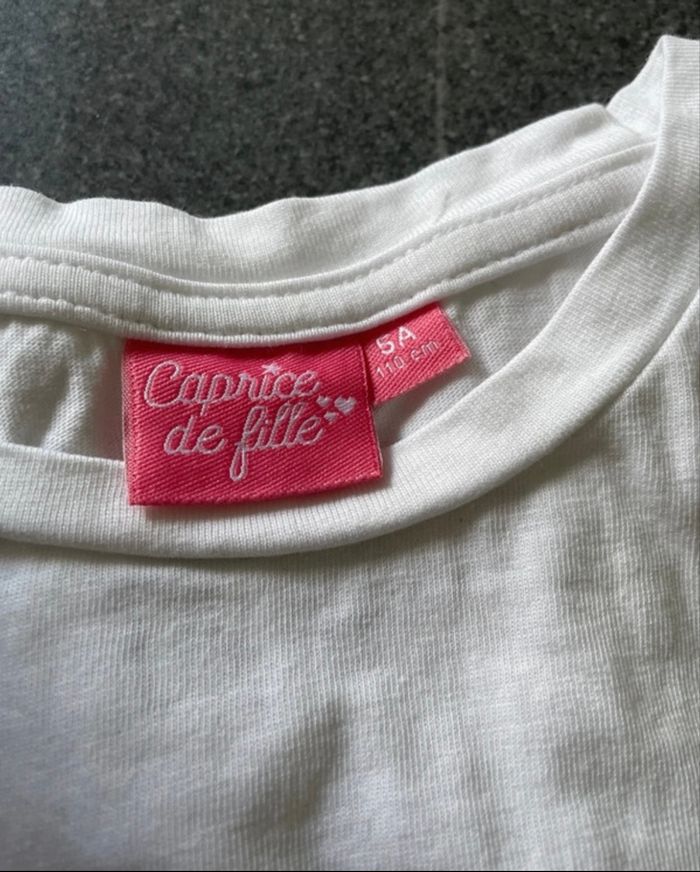 Caprice
de fille
5A
110 cm